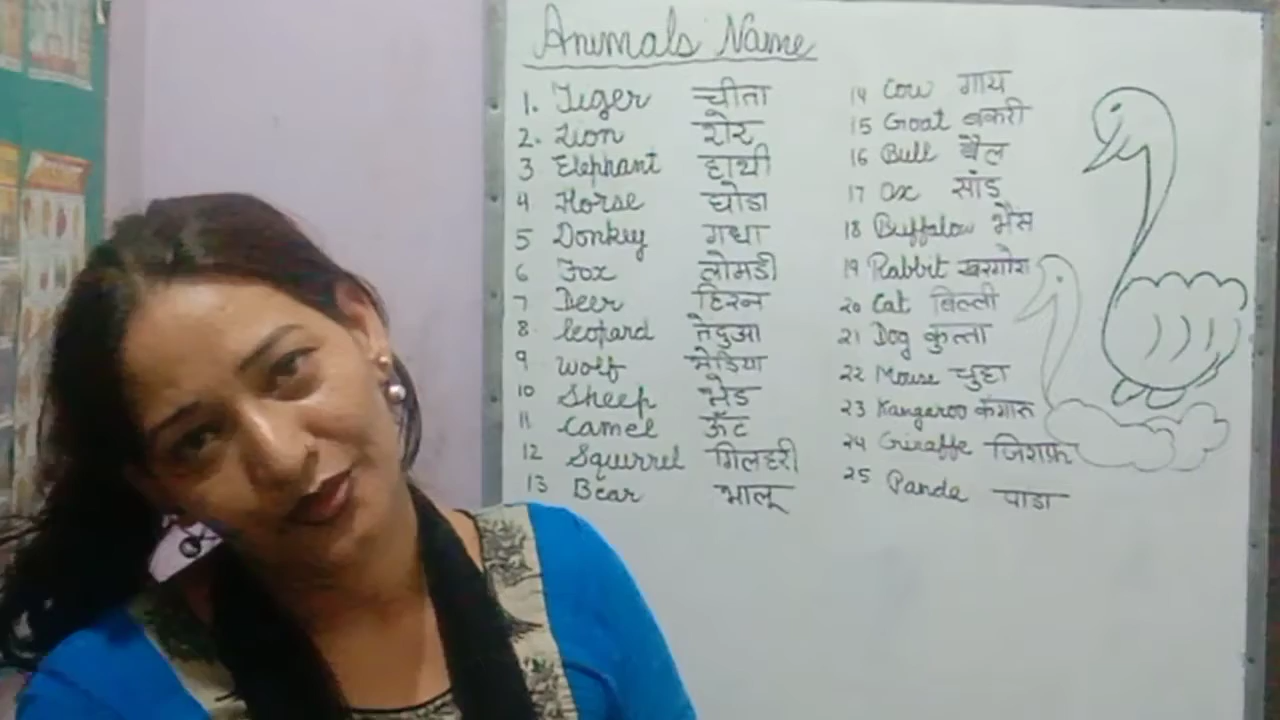 Animals Name
1. Tiger चीता
2. Lion शेर
3 Elephant हाथी
4 Horse घोडा
5 Donkey गधा
6 Fox लोमडी
7 Deer हिरन
8. leopard तेदुआ
9 Wolf भेडिया
10 Sheep भेड
11 Camel ऊँट
12 Squirrel गिलहरी
13 Bear भालू
14 Cow गाय
15 Goat बकरी
16 Bull बैल
17 Ox सांड
18 Buffalow भैस
19 Rabbit खरगोश
20 Cat बिल्ली
21 Dog कुत्ता
22 Mouse चुहा
23 Kangaroo कंगारु
24 Giraffe जिराफ़
25 Panda पाडा